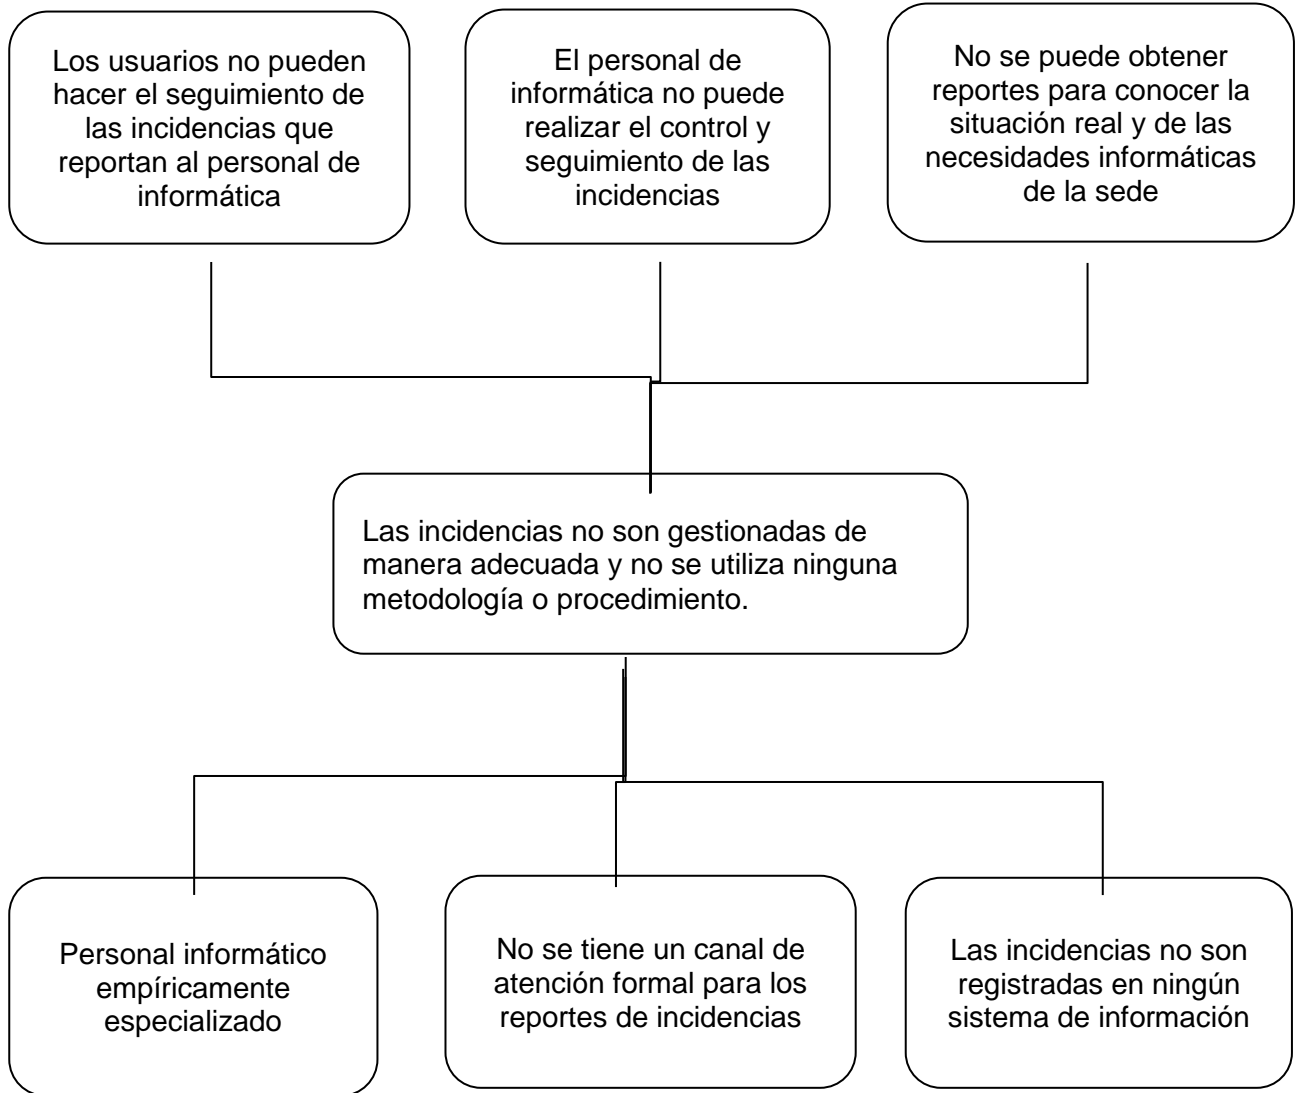 Los usuarios no pueden
hacer el seguimiento de
las incidencias que
reportan al personal de
informática
El personal de
informática no puede
realizar el control y
seguimiento de las
incidencias
No se puede obtener
reportes para conocer la
situación real y de las
necesidades informáticas
de la sede
Las incidencias no son gestionadas de
manera adecuada y no se utiliza ninguna
metodología o procedimiento.
Personal informático
empíricamente
especializado
No se tiene un canal de
atención formal para los
reportes de incidencias
Las incidencias no son
registradas en ningún
sistema de información